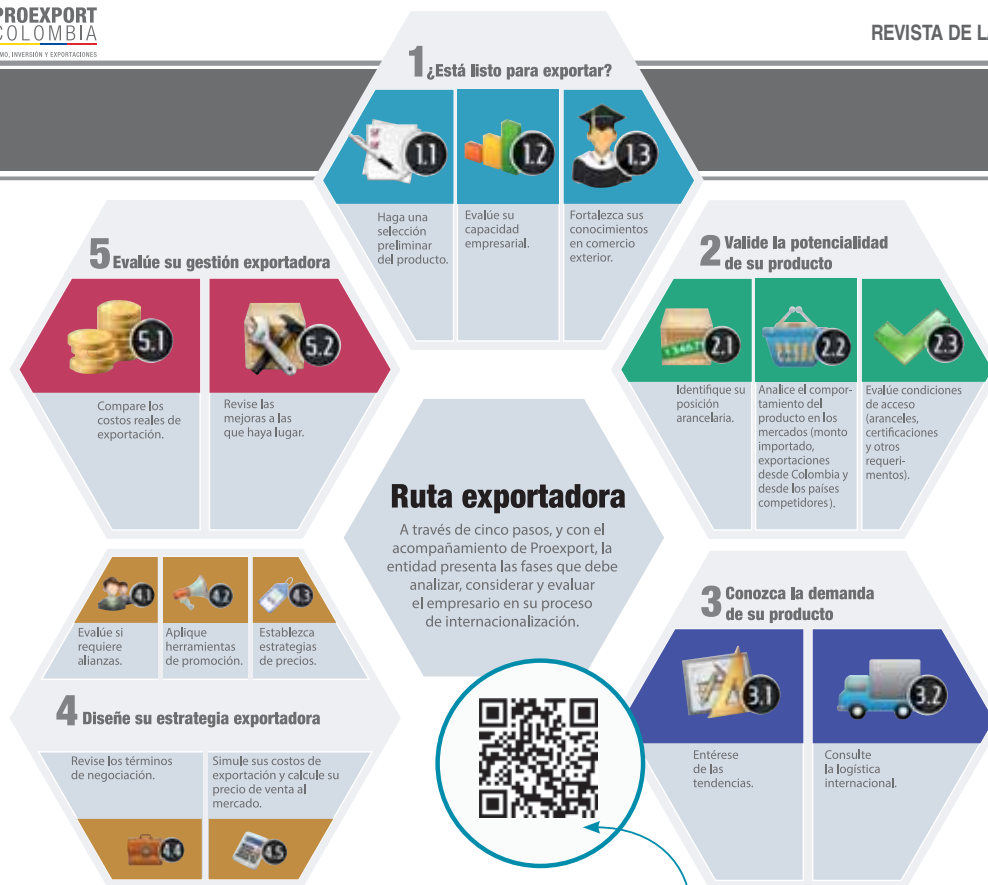 PROEXPORT
COLOMBIA
MO, INVERSIÓN Y EXPORTACIONES
REVISTA DE LA
1 ¿Está listo para exportar?
1.1
1.2
1.3
Haga una
selección
preliminar
del producto.
Evalúe su
capacidad
empresarial.
Fortalezca sus
conocimientos
en comercio
exterior.
2 Valide la potencialidad
de su producto
2.1
2.2
2.3
Identifique su
posición
arancelaria.
Analice el compor-
tamiento del
producto en los
mercados (monto
importado,
exportaciones
desde Colombia y
desde los países
competidores).
Evalúe condiciones
de acceso
(aranceles,
certificaciones
y otros
requeri-
mentos).
5 Evalúe su gestión exportadora
5.1
5.2
Compare los
costos reales de
exportación.
Revise las
mejoras a las
que haya lugar.
Ruta exportadora
A través de cinco pasos, y con el
acompañamiento de Proexport, la
entidad presenta las fases que debe
analizar, considerar y evaluar
el empresario en su proceso
de internacionalización.
3 Conozca la demanda
de su producto
3.1
3.2
Entérese
de las
tendencias.
Consulte
la logística
internacional.
4.1
4.2
4.3
Evalúe si
requiere
alianzas.
Aplique
herramientas
de promoción.
Establezca
estrategias
de precios.
4 Diseñe su estrategia exportadora
Revise los términos
de negociación.
Simule sus costos de
exportación y calcule su
precio de venta al
mercado.
4.4
4.5